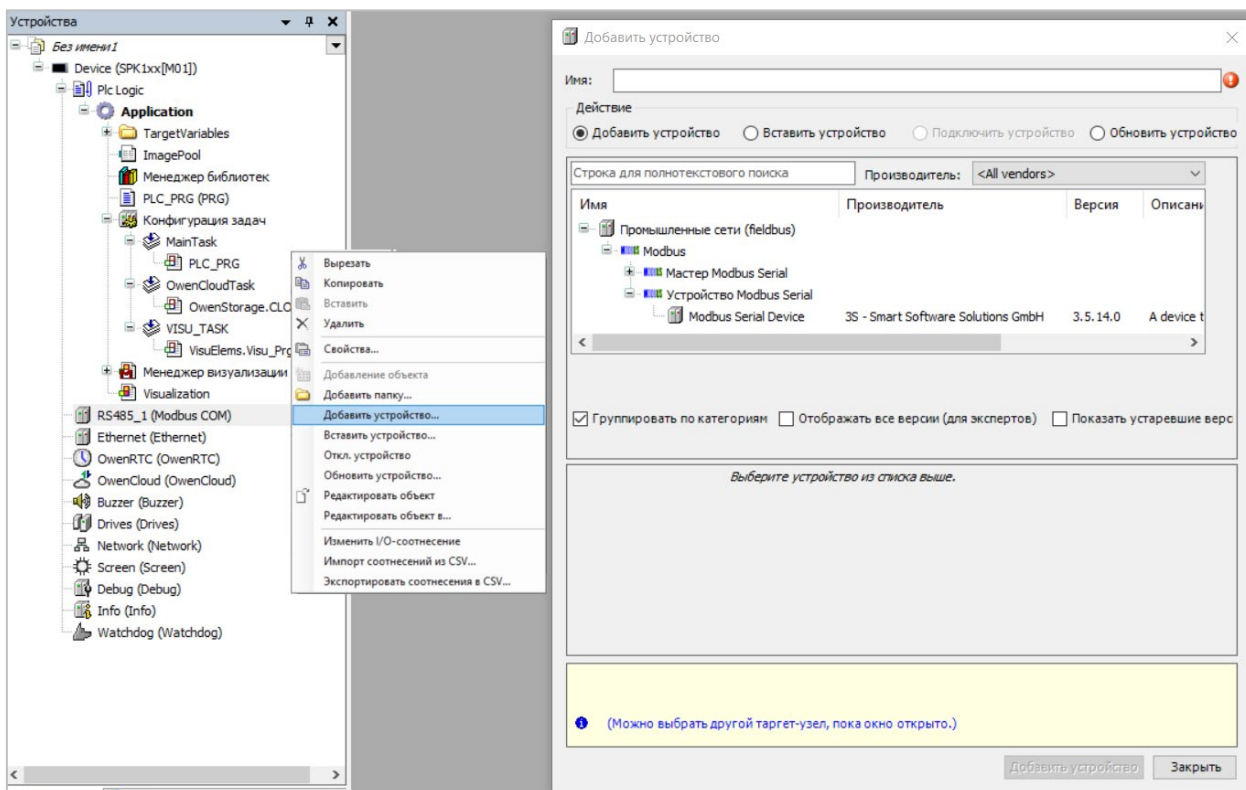 Устройства
Без имени1
Device (SPK1xx[M01])
Plc Logic
Application
TargetVariables
ImagePool
Менеджер библиотек
PLC_PRG (PRG)
Конфигурация задач
MainTask
PLC_PRG
OwenCloudTask
OwenStorage.CLO
VISU_TASK
VisuElems.Visu_Prg
Менеджер визуализации
Visualization
RS485_1 (Modbus COM)
Ethernet (Ethernet)
OwenRTC (OwenRTC)
OwenCloud (OwenCloud)
Buzzer (Buzzer)
Drives (Drives)
Network (Network)
Screen (Screen)
Debug (Debug)
Info (Info)
Watchdog (Watchdog)
Вырезать
Копировать
Вставить
Удалить
Свойства...
Добавление объекта
Добавить папку...
Добавить устройство...
Вставить устройство...
Откл. устройство
Обновить устройство...
Редактировать объект
Редактировать объект в...
Изменить I/O-соотнесение
Импорт соотнесений из CSV...
Экспортировать соотнесения в CSV...
Добавить устройство
Имя:
Действие
Добавить устройство Вставить устройство Подключить устройство Обновить устройство
Строка для полнотекстового поиска Производитель: <All vendors>
Имя Производитель Версия Описани
Промышленные сети (fieldbus)
Modbus
Мастер Modbus Serial
Устройство Modbus Serial
Modbus Serial Device 3S - Smart Software Solutions GmbH 3.5.14.0 A device t
Группировать по категориям Отображать все версии (для экспертов) Показать устаревшие верс
Выберите устройство из списка выше.
(Можно выбрать другой таргет-узел, пока окно открыто.)
Добавить устройство Закрыть